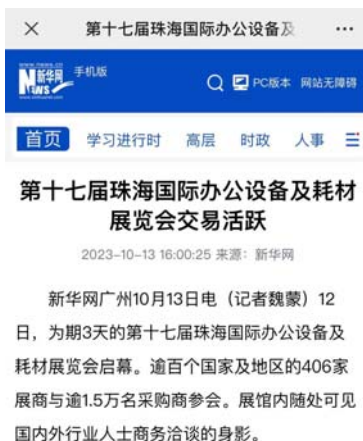 第十七届珠海国际办公设备及
www.news.cn
NEWS 新华网 手机版 PC版本 网站无障碍
首页 学习进行时 高层 时政 人事
第十七届珠海国际办公设备及耗材
展览会交易活跃
2023-10-13 16:00:25 来源：新华网
新华网广州10月13日电（记者魏蒙）12
日，为期3天的第十七届珠海国际办公设备及
耗材展览会启幕。逾百个国家及地区的406家
展商与逾1.5万名采购商参会。展馆内随处可见
国内外行业人士商务洽谈的身影。